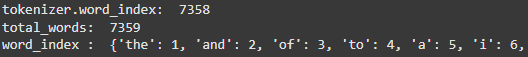 tokenizer.word_index:  7358
total_words:  7359
word_index :  {'the': 1, 'and': 2, 'of': 3, 'to': 4, 'a': 5, 'i': 6,